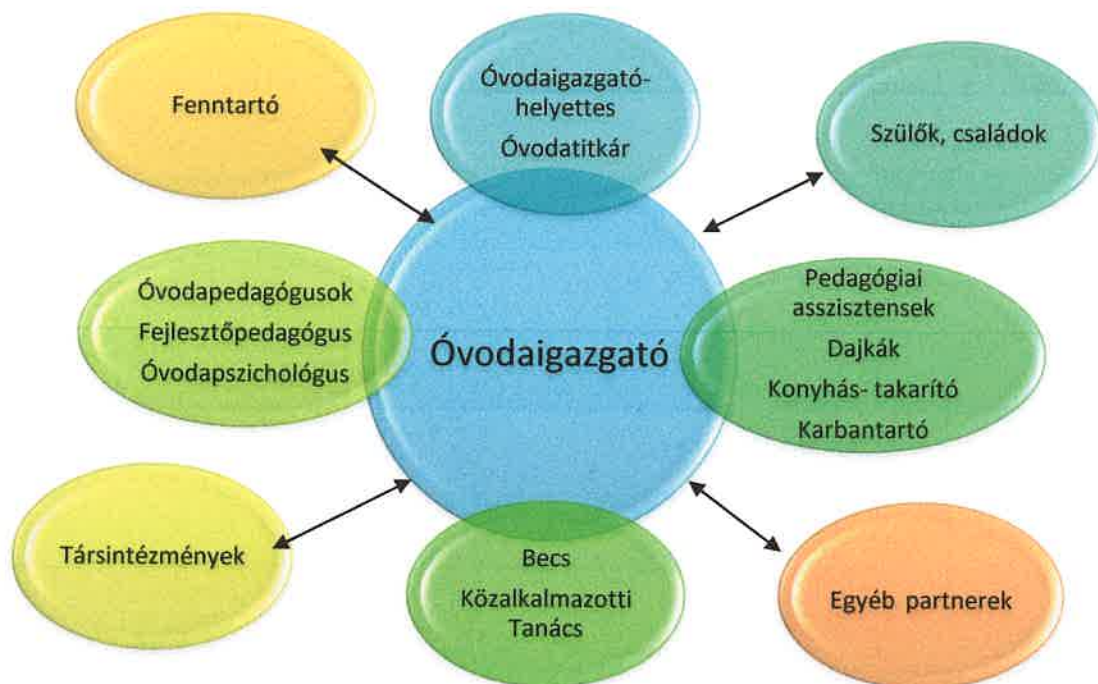 Fenntartó
Óvodaigazgató-
helyettes
Óvodatitkár
Szülők, családok
Óvodapedagógusok
Fejlesztőpedagógus
Óvodapszichológus
Óvodaigazgató
Pedagógiai
asszisztensek
Dajkák
Konyhás- takarító
Karbantartó
Társintézmények
Becs
Közalkalmazotti
Tanács
Egyéb partnerek